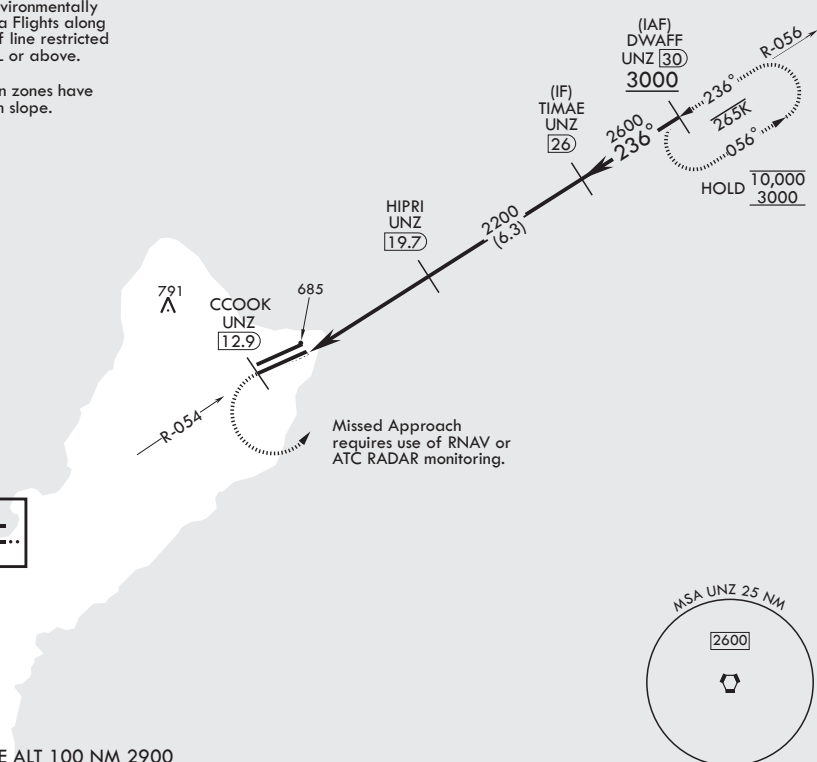 vironmentally
a Flights along
f line restricted
L or above.
n zones have
n slope.
(IAF)
DWAFF
UNZ 30
3000
R-056
236°
265K
056°
HOLD 10,000
3000
(IF)
TIMAE
UNZ
26
2600
236°
HIPRI
UNZ
19.7
2200
(6.3)
791
685
CCOOK
UNZ
12.9
R-054
Missed Approach
requires use of RNAV or
ATC RADAR monitoring.
MSA UNZ 25 NM
2600
E ALT 100 NM 2900